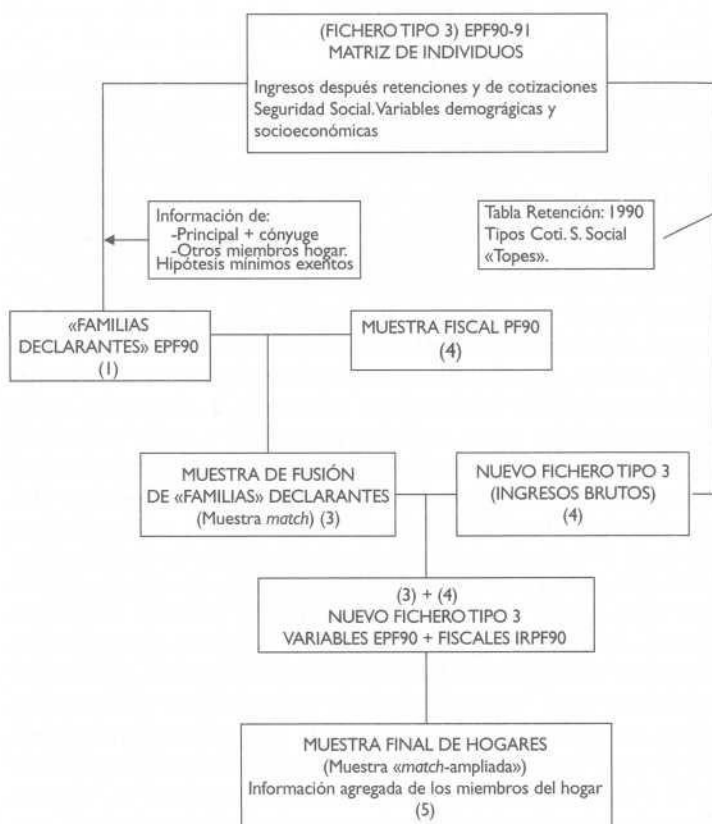 (FICHERO TIPO 3) EPF90-91
MATRIZ DE INDIVIDUOS
Ingresos después retenciones y de cotizaciones
Seguridad Social. Variables demográgicas y
socioeconómicas
Información de:
-Principal + cónyuge
-Otros miembros hogar.
Hipótesis mínimos exentos
Tabla Retención: 1990
Tipos Coti. S. Social
«Topes».
«FAMILIAS
DECLARANTES» EPF90
(1)
MUESTRA FISCAL PF90
(4)
MUESTRA DE FUSIÓN
DE «FAMILIAS» DECLARANTES
(Muestra match) (3)
NUEVO FICHERO TIPO 3
(INGRESOS BRUTOS)
(4)
(3) + (4)
NUEVO FICHERO TIPO 3
VARIABLES EPF90 + FISCALES IRPF90
MUESTRA FINAL DE HOGARES
(Muestra «match-ampliada»)
Información agregada de los miembros del hogar
(5)